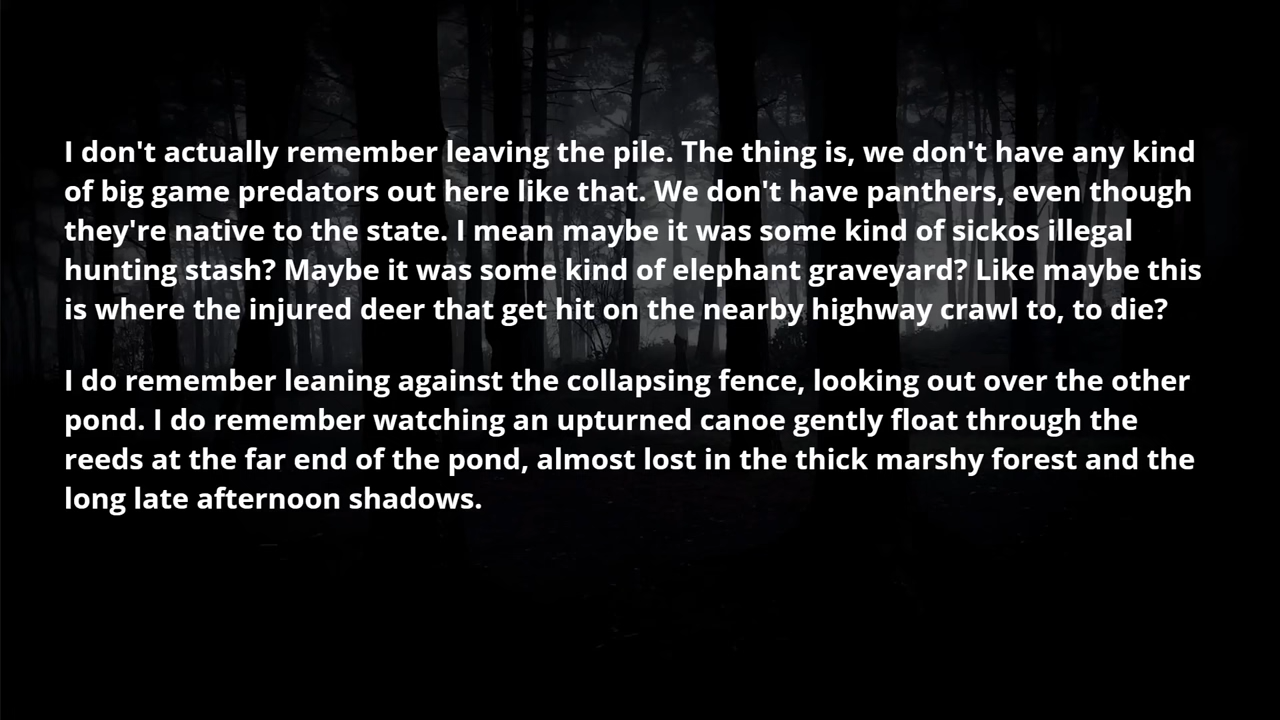 I don't actually remember leaving the pile. The thing is, we don't have any kind
of big game predators out here like that. We don't have panthers, even though
they're native to the state. I mean maybe it was some kind of sickos illegal
hunting stash? Maybe it was some kind of elephant graveyard? Like maybe this
is where the injured deer that get hit on the nearby highway crawl to, to die?
I do remember leaning against the collapsing fence, looking out over the other
pond. I do remember watching an upturned canoe gently float through the
reeds at the far end of the pond, almost lost in the thick marshy forest and the
long late afternoon shadows.